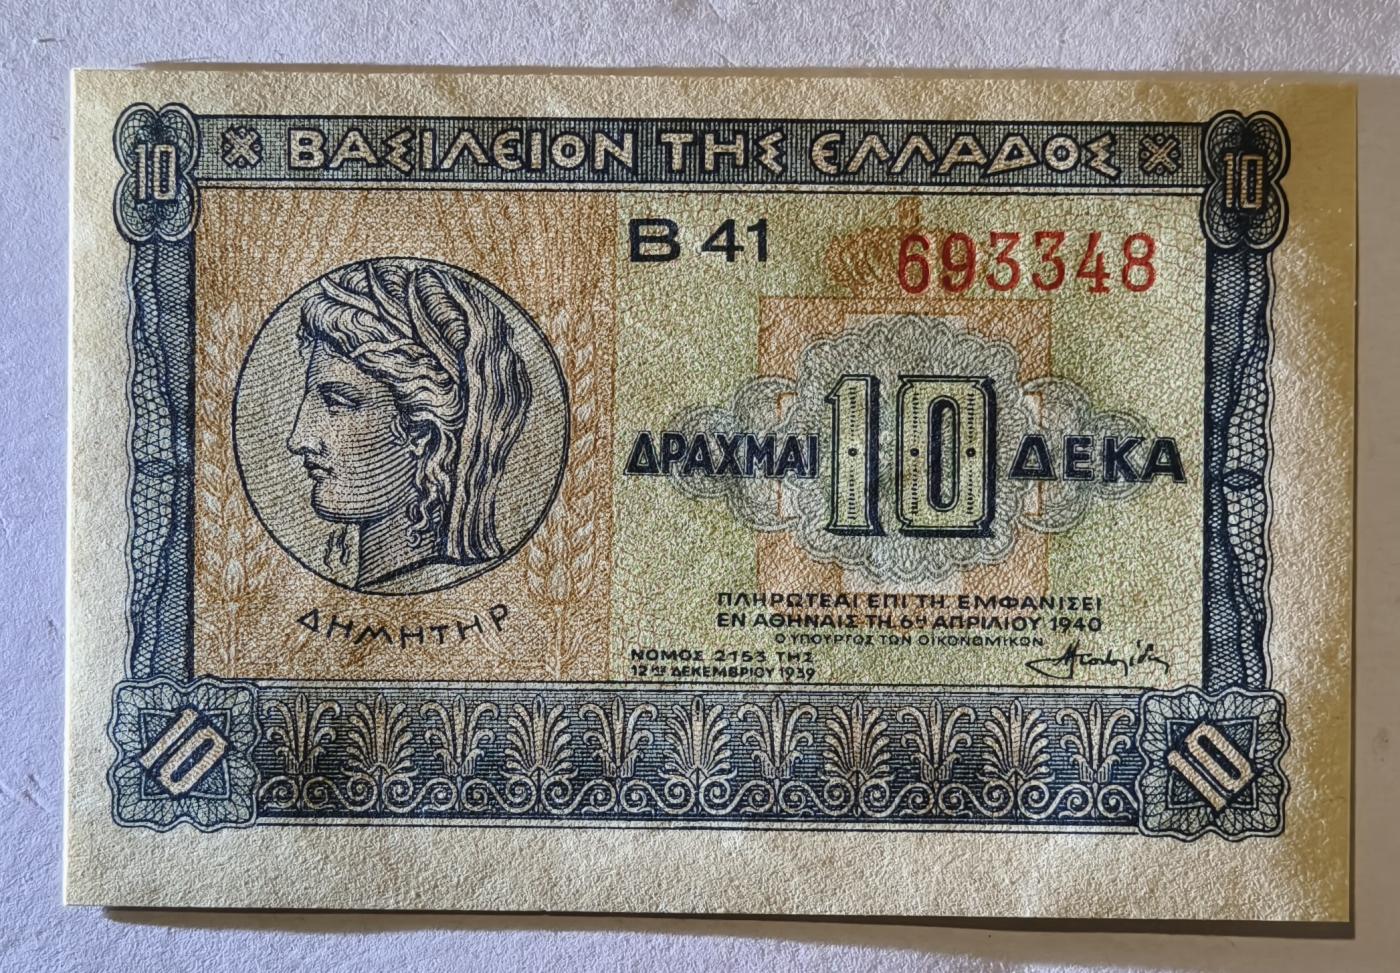 10 ΒΑΣΙΛΕΙΟΝ ΤΗΣ ΕΛΛΑΔΟΣ 10
Β 41 693348
ΔΡΑΧΜΑΙ 10 ΔΕΚΑ
ΔΗΜΗΤΗΡ
ΠΛΗΡΩΤΕΑΙ ΕΠΙ ΤΗ ΕΜΦΑΝΙΣΕΙ
ΕΝ ΑΘΗΝΑΙΣ ΤΗ 6Η ΑΠΡΙΛΙΟΥ 1940
Ο ΥΠΟΥΡΓΟΣ ΤΩΝ ΟΙΚΟΝΟΜΙΚΩΝ
ΝΟΜΟΣ 2153 ΤΗΣ
12ΗΣ ΔΕΚΕΜΒΡΙΟΥ 1939
10 10